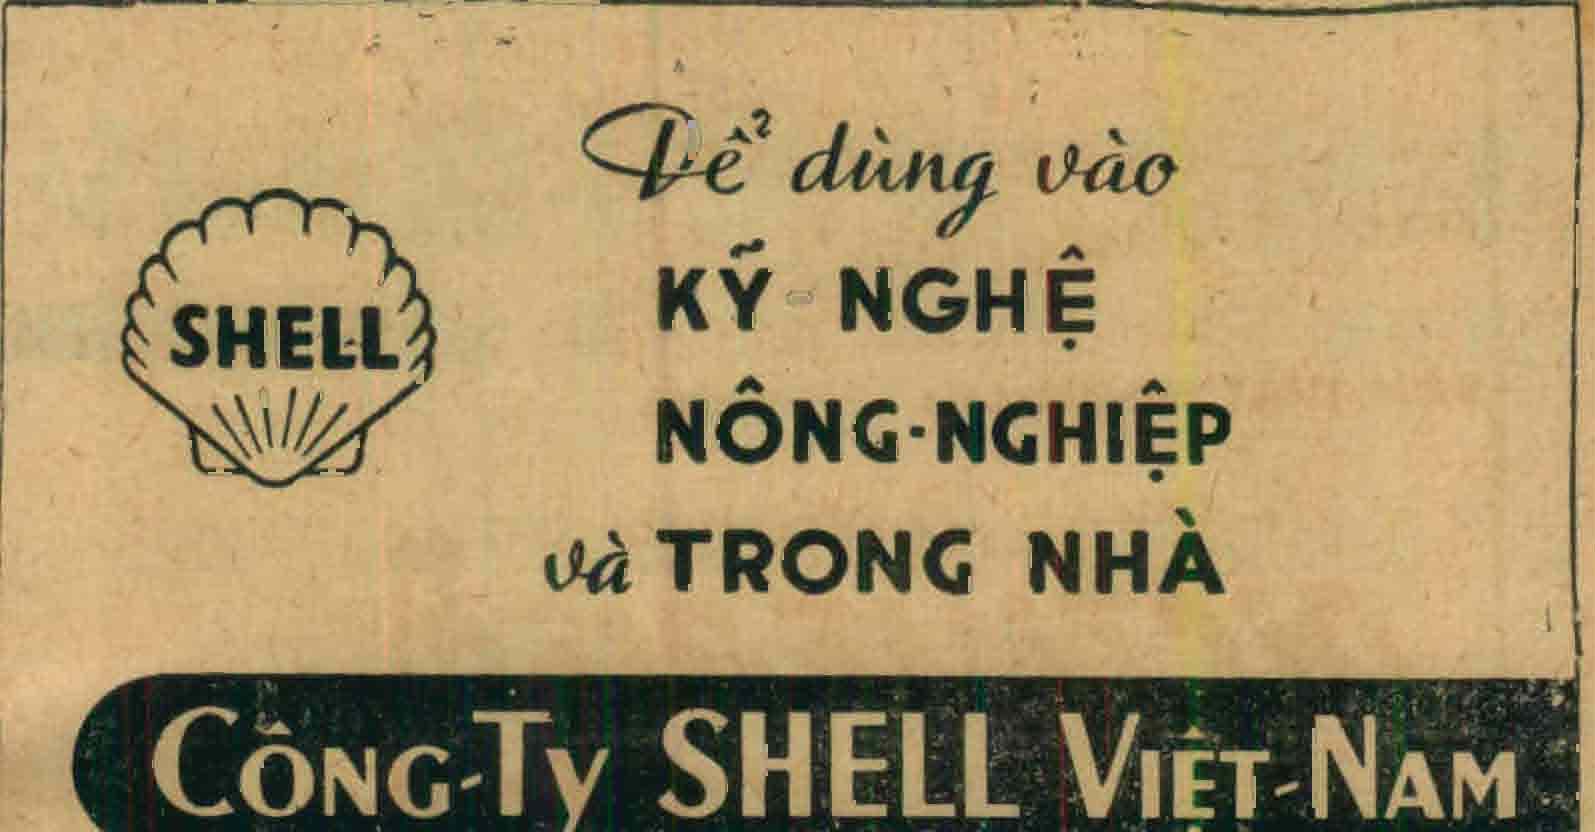 Để dùng vào
SHELL
KỸ - NGHỆ
NÔNG-NGHIỆP
và TRONG NHÀ
CÔNG-TY SHELL VIỆT-NAM